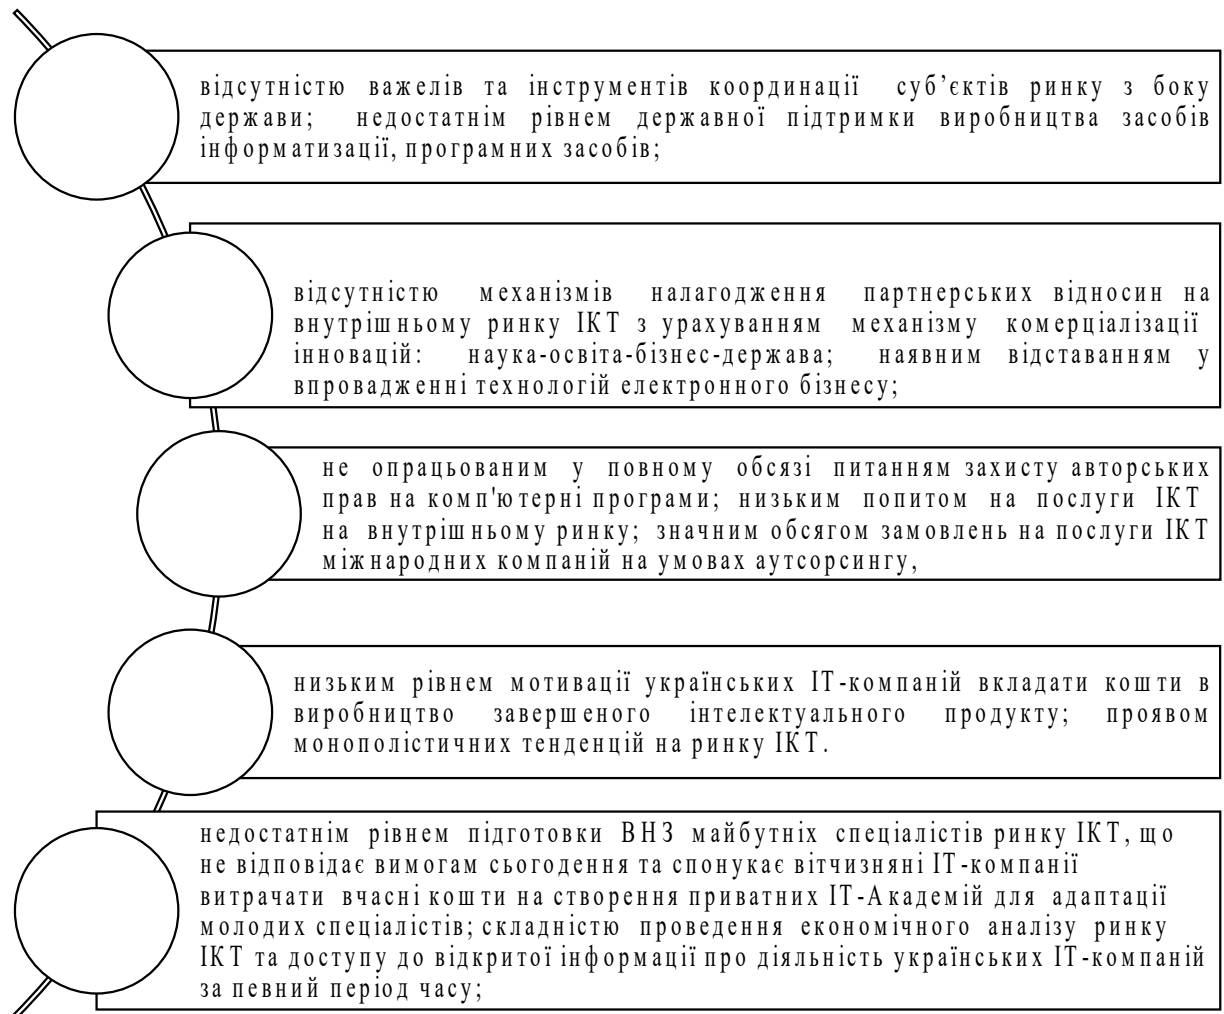 відсутністю важелів та інструментів координації суб’єктів ринку з боку
держави; недостатнім рівнем державної підтримки виробництва засобів
інформатизації, програмних засобів;
відсутністю механізмів налагодження партнерських відносин на
внутрішньому ринку ІКТ з урахуванням механізму комерціалізації
інновацій: наука-освіта-бізнес-держава; наявним відставанням у
впровадженні технологій електронного бізнесу;
не опрацьованим у повному обсязі питанням захисту авторських
прав на комп'ютерні програми; низьким попитом на послуги ІКТ
на внутрішньому ринку; значним обсягом замовлень на послуги ІКТ
міжнародних компаній на умовах аутсорсингу,
низьким рівнем мотивації українських ІТ-компаній вкладати кошти в
виробництво завершеного інтелектуального продукту; проявом
монополістичних тенденцій на ринку ІКТ.
недостатнім рівнем підготовки ВНЗ майбутніх спеціалістів ринку ІКТ, що
не відповідає вимогам сьогодення та спонукає вітчизняні ІТ-компанії
витрачати вчасні кошти на створення приватних ІТ-Академій для адаптації
молодих спеціалістів; складністю проведення економічного аналізу ринку
ІКТ та доступу до відкритої інформації про діяльність українських ІТ-компаній
за певний період часу;